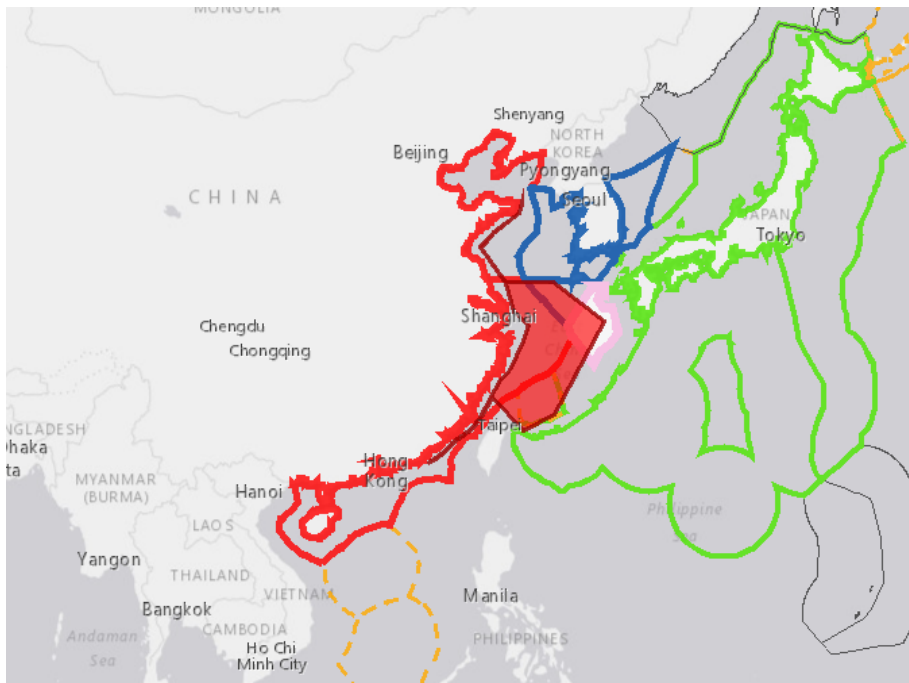 MONGOLIA
Shenyang
NORTH
KOREA
Beijing
Pyongyang
Seoul
CHINA
JAPAN
Tokyo
Shanghai
Chengdu
Chongqing
Taipei
NGLADESH
Dhaka
ta
Hong
Kong
MYANMAR
(BURMA)
Hanoi
LAOS
Philippine
Sea
Yangon
THAILAND
VIETNAM
Manila
Bangkok
CAMBODIA
PHILIPPINES
Andaman
Sea
Ho Chi
Minh City